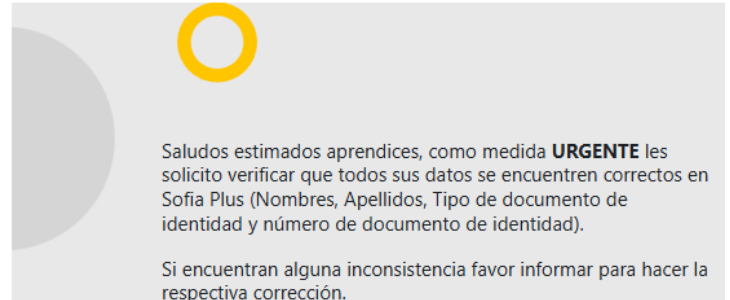 Saludos estimados aprendices, como medida URGENTE les
solicito verificar que todos sus datos se encuentren correctos en
Sofia Plus (Nombres, Apellidos, Tipo de documento de
identidad y número de documento de identidad).
Si encuentran alguna inconsistencia favor informar para hacer la
respectiva corrección.